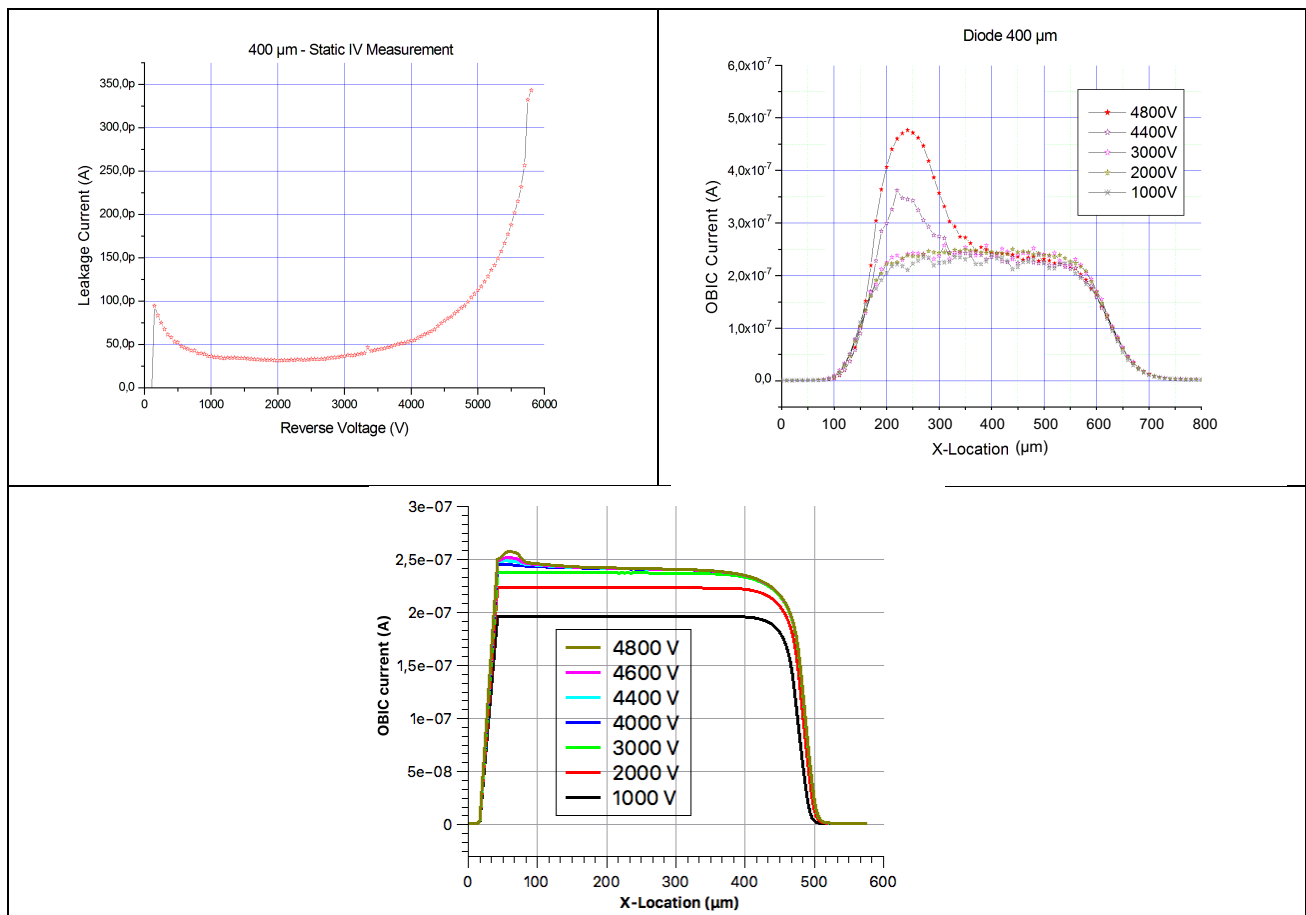 400 µm - Static IV Measurement
350,0p
300,0p
250,0p
200,0p
150,0p
100,0p
50,0p
0,0
0 1000 2000 3000 4000 5000 6000
Leakage Current (A)
Reverse Voltage (V)
Diode 400 µm
6,0x10⁻⁷
5,0x10⁻⁷
4,0x10⁻⁷
3,0x10⁻⁷
2,0x10⁻⁷
1,0x10⁻⁷
0,0
0 100 200 300 400 500 600 700 800
OBIC Current (A)
X-Location (µm)
4800V
4400V
3000V
2000V
1000V
3e-07
2,5e-07
2e-07
1,5e-07
1e-07
5e-08
0
0 100 200 300 400 500 600
OBIC current (A)
X-Location (µm)
4800 V
4600 V
4400 V
4000 V
3000 V
2000 V
1000 V